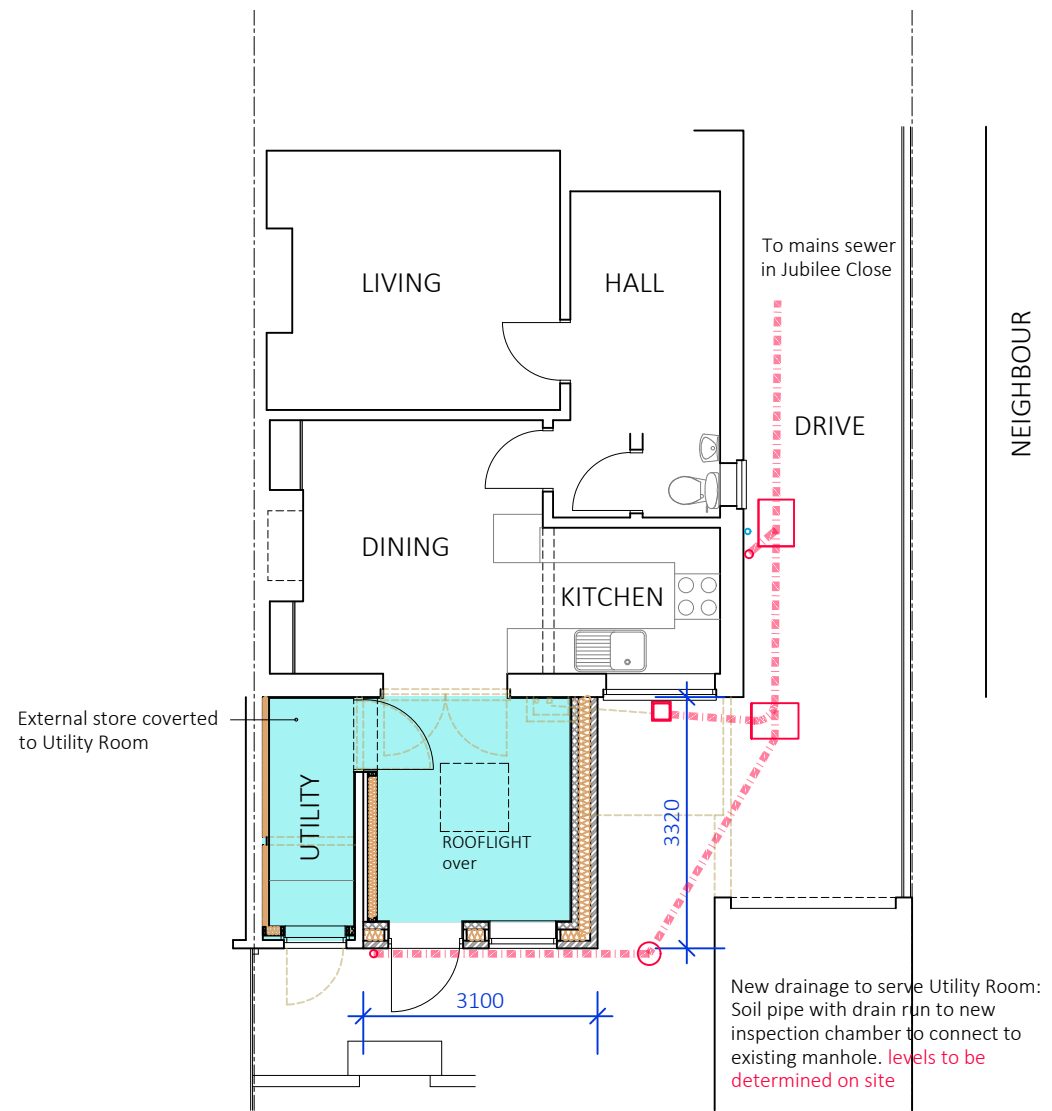 To mains sewer
in Jubilee Close
LIVING
HALL
NEIGHBOUR
DRIVE
DINING
KITCHEN
External store coverted
to Utility Room
UTILITY
ROOFLIGHT
over
3320
3100
New drainage to serve Utility Room:
Soil pipe with drain run to new
inspection chamber to connect to
existing manhole. levels to be
determined on site